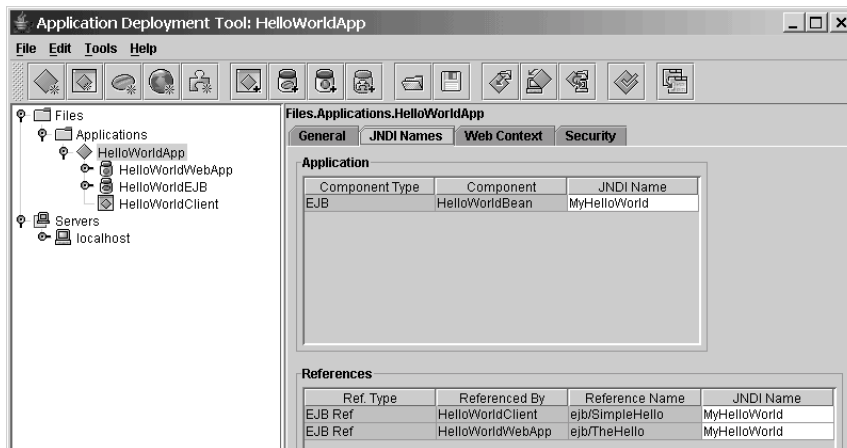 Application Deployment Tool: HelloWorldApp
File Edit Tools Help
Files
Applications
HelloWorldApp
HelloWorldWebApp
HelloWorldEJB
HelloWorldClient
Servers
localhost
Files.Applications.HelloWorldApp
General JNDI Names Web Context Security
Application
Component Type Component JNDI Name
EJB HelloWorldBean MyHelloWorld
References
Ref. Type Referenced By Reference Name JNDI Name
EJB Ref HelloWorldClient ejb/SimpleHello MyHelloWorld
EJB Ref HelloWorldWebApp ejb/TheHello MyHelloWorld